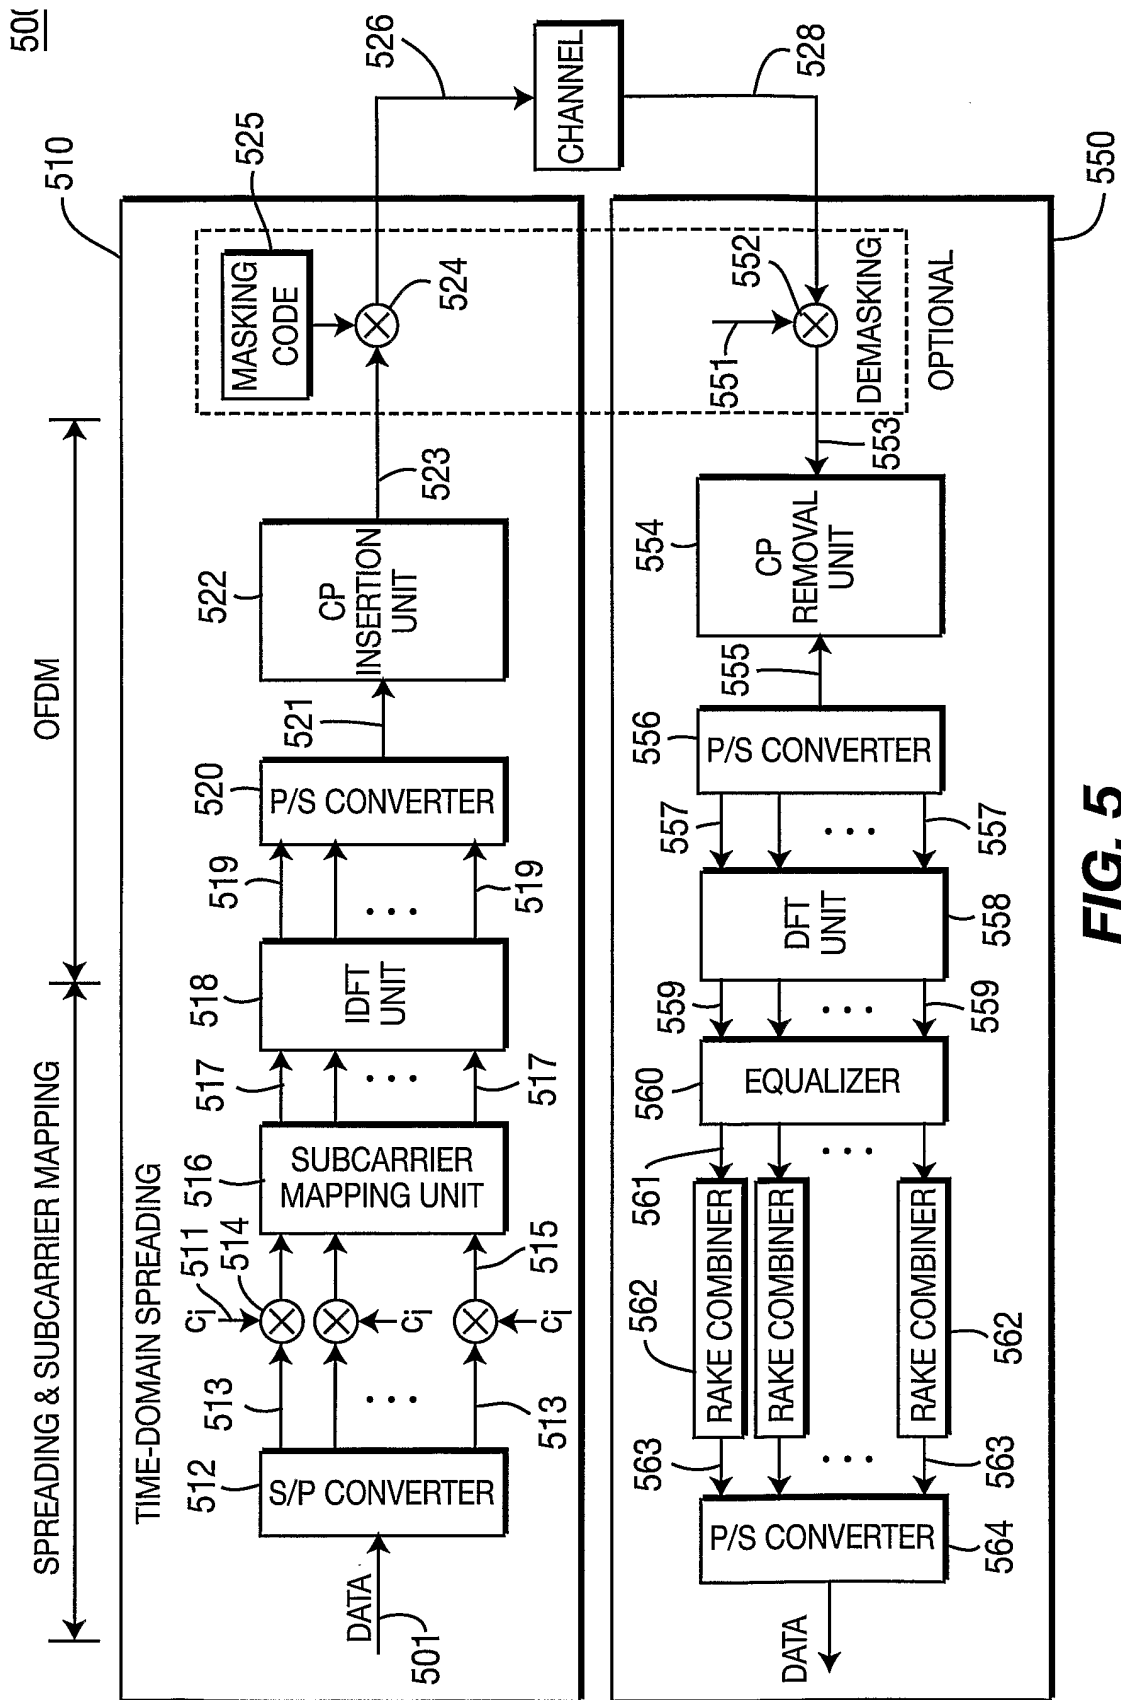 500
SPREADING & SUBCARRIER MAPPING
OFDM
510
TIME-DOMAIN SPREADING
DATA
501
512
S/P CONVERTER
513
513
cj
511
514
cj
cj
515
516
SUBCARRIER
MAPPING UNIT
517
517
518
IDFT
UNIT
519
519
520
P/S CONVERTER
521
522
CP
INSERTION
UNIT
523
MASKING
CODE
525
524
526
CHANNEL
528
550
551
552
DEMASKING
OPTIONAL
553
554
CP
REMOVAL
UNIT
555
556
P/S CONVERTER
557
557
DFT
UNIT
558
559
559
560
EQUALIZER
561
562
RAKE COMBINER
RAKE COMBINER
RAKE COMBINER
562
563
563
P/S CONVERTER
564
DATA
FIG. 5